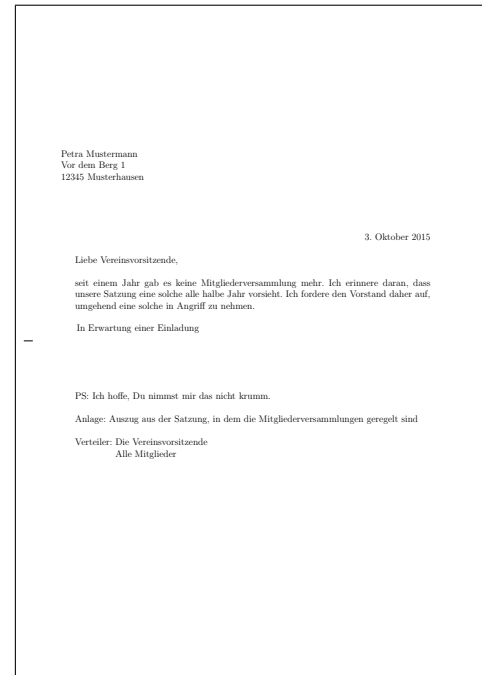 Petra Mustermann
Vor dem Berg 1
12345 Musterhausen
3. Oktober 2015
Liebe Vereinsvorsitzende,
seit einem Jahr gab es keine Mitgliederversammlung mehr. Ich erinnere daran, dass
unsere Satzung eine solche alle halbe Jahr vorsieht. Ich fordere den Vorstand daher auf,
umgehend eine solche in Angriff zu nehmen.
In Erwartung einer Einladung
PS: Ich hoffe, Du nimmst mir das nicht krumm.
Anlage: Auszug aus der Satzung, in dem die Mitgliederversammlungen geregelt sind
Verteiler: Die Vereinsvorsitzende
Alle Mitglieder